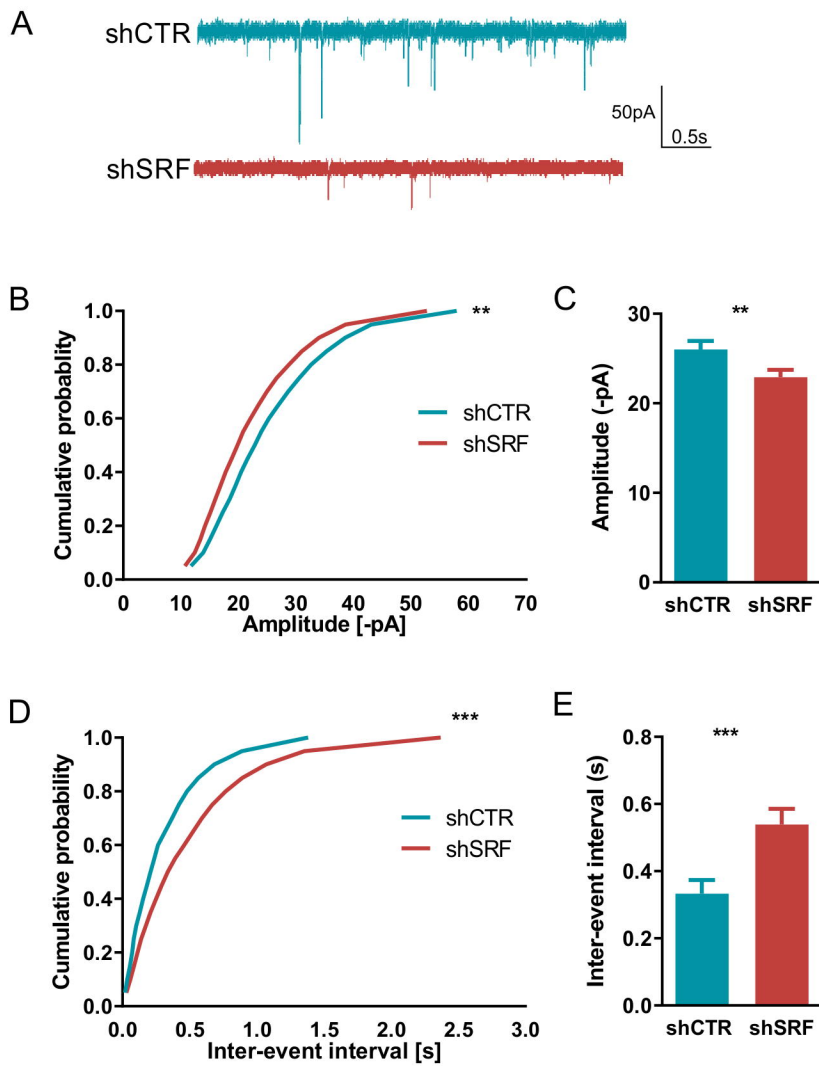 A
shCTR
50pA
0.5s
shSRF
B
Cumulative probablity
1.0
0.8
0.6
0.4
0.2
0.0
**
shCTR
shSRF
0 10 20 30 40 50 60 70
Amplitude [-pA]
C
Amplitude (-pA)
30
20
10
0
**
shCTR shSRF
D
Cumulative probability
1.0
0.8
0.6
0.4
0.2
0.0
***
shCTR
shSRF
0.0 0.5 1.0 1.5 2.0 2.5 3.0
Inter-event interval [s]
E
Inter-event interval (s)
0.8
0.6
0.4
0.2
0.0
***
shCTR shSRF